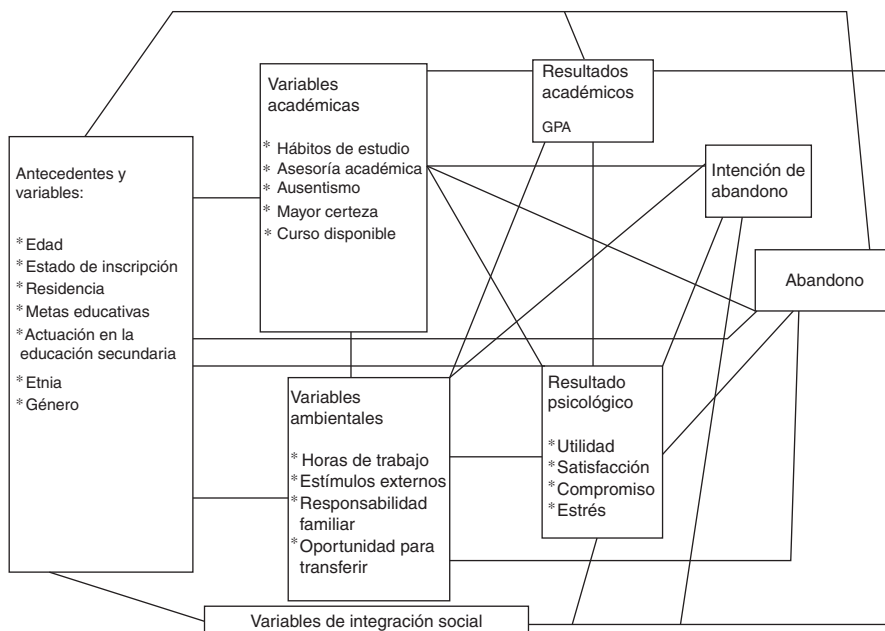 Antecedentes y
variables:
* Edad
* Estado de inscripción
* Residencia
* Metas educativas
* Actuación en la
educación secundaria
* Etnia
* Género
Variables
académicas
* Hábitos de estudio
* Asesoría académica
* Ausentismo
* Mayor certeza
* Curso disponible
Variables
ambientales
* Horas de trabajo
* Estímulos externos
* Responsabilidad
familiar
* Oportunidad para
transferir
Resultados
académicos
GPA
Resultado
psicológico
* Utilidad
* Satisfacción
* Compromiso
* Estrés
Intención de
abandono
Abandono
Variables de integración social